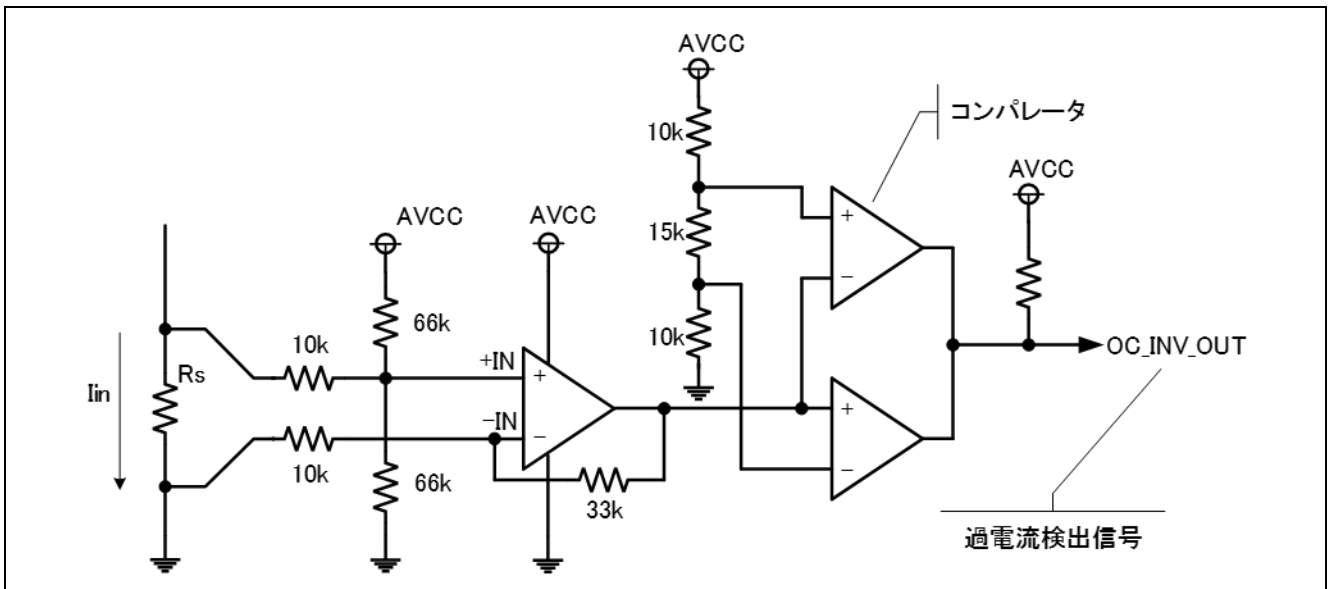 AVCC
コンパレータ
10k
AVCC
AVCC
AVCC
15k
66k
10k
+IN
10k
Rs
OC_INV_OUT
Iin
-IN
10k
66k
33k
過電流検出信号
+
-
+
-
+
-